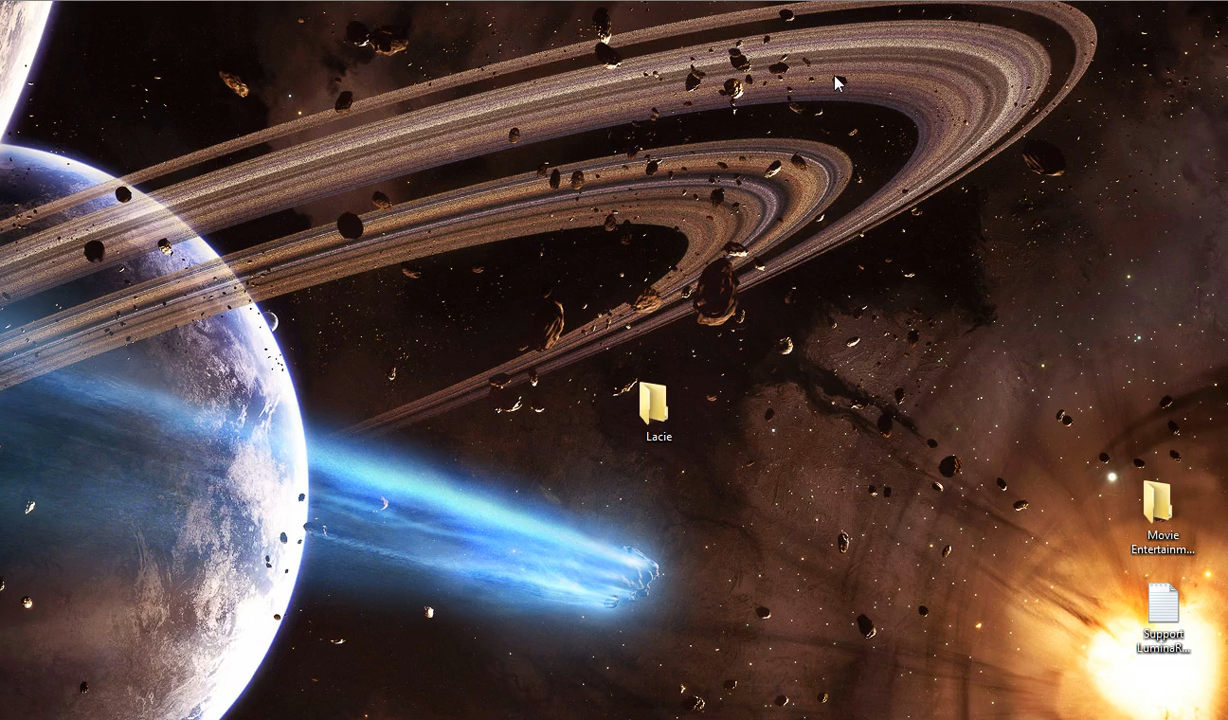 Lacie
Movie
Entertainm...
Support
LuminaR...